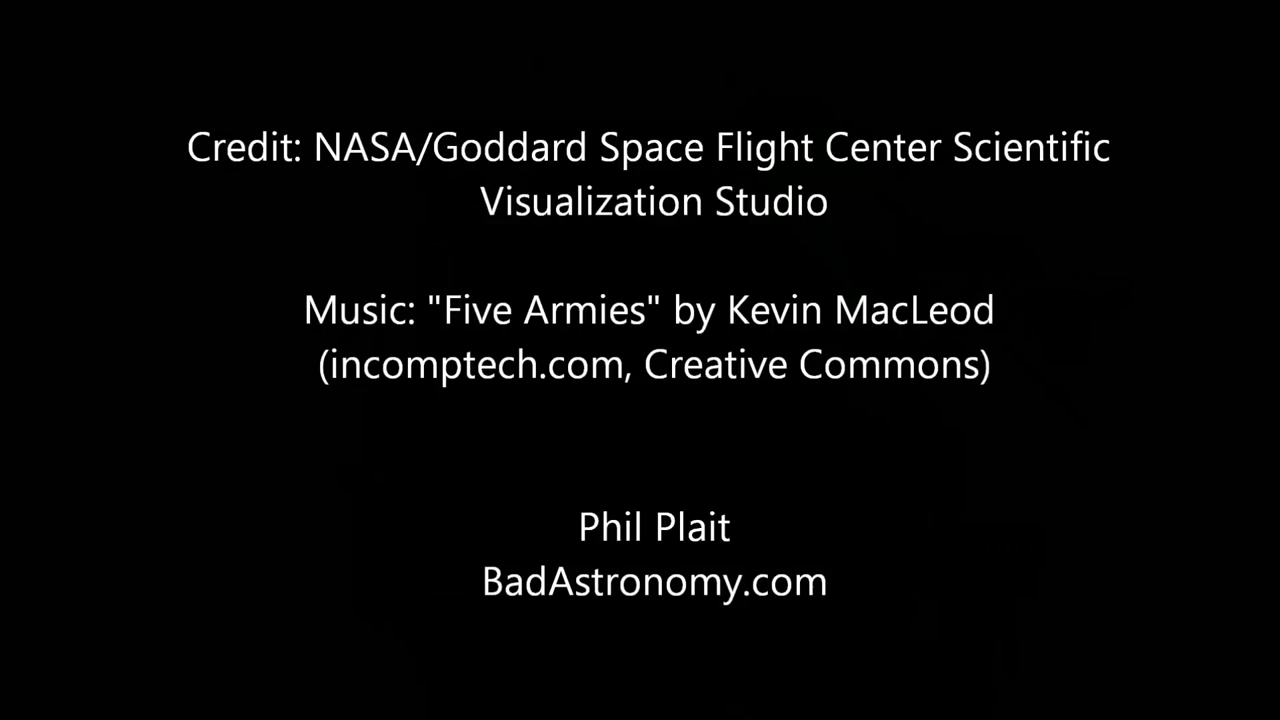 Credit: NASA/Goddard Space Flight Center Scientific
Visualization Studio
Music: "Five Armies" by Kevin MacLeod
(incomptech.com, Creative Commons)
Phil Plait
BadAstronomy.com